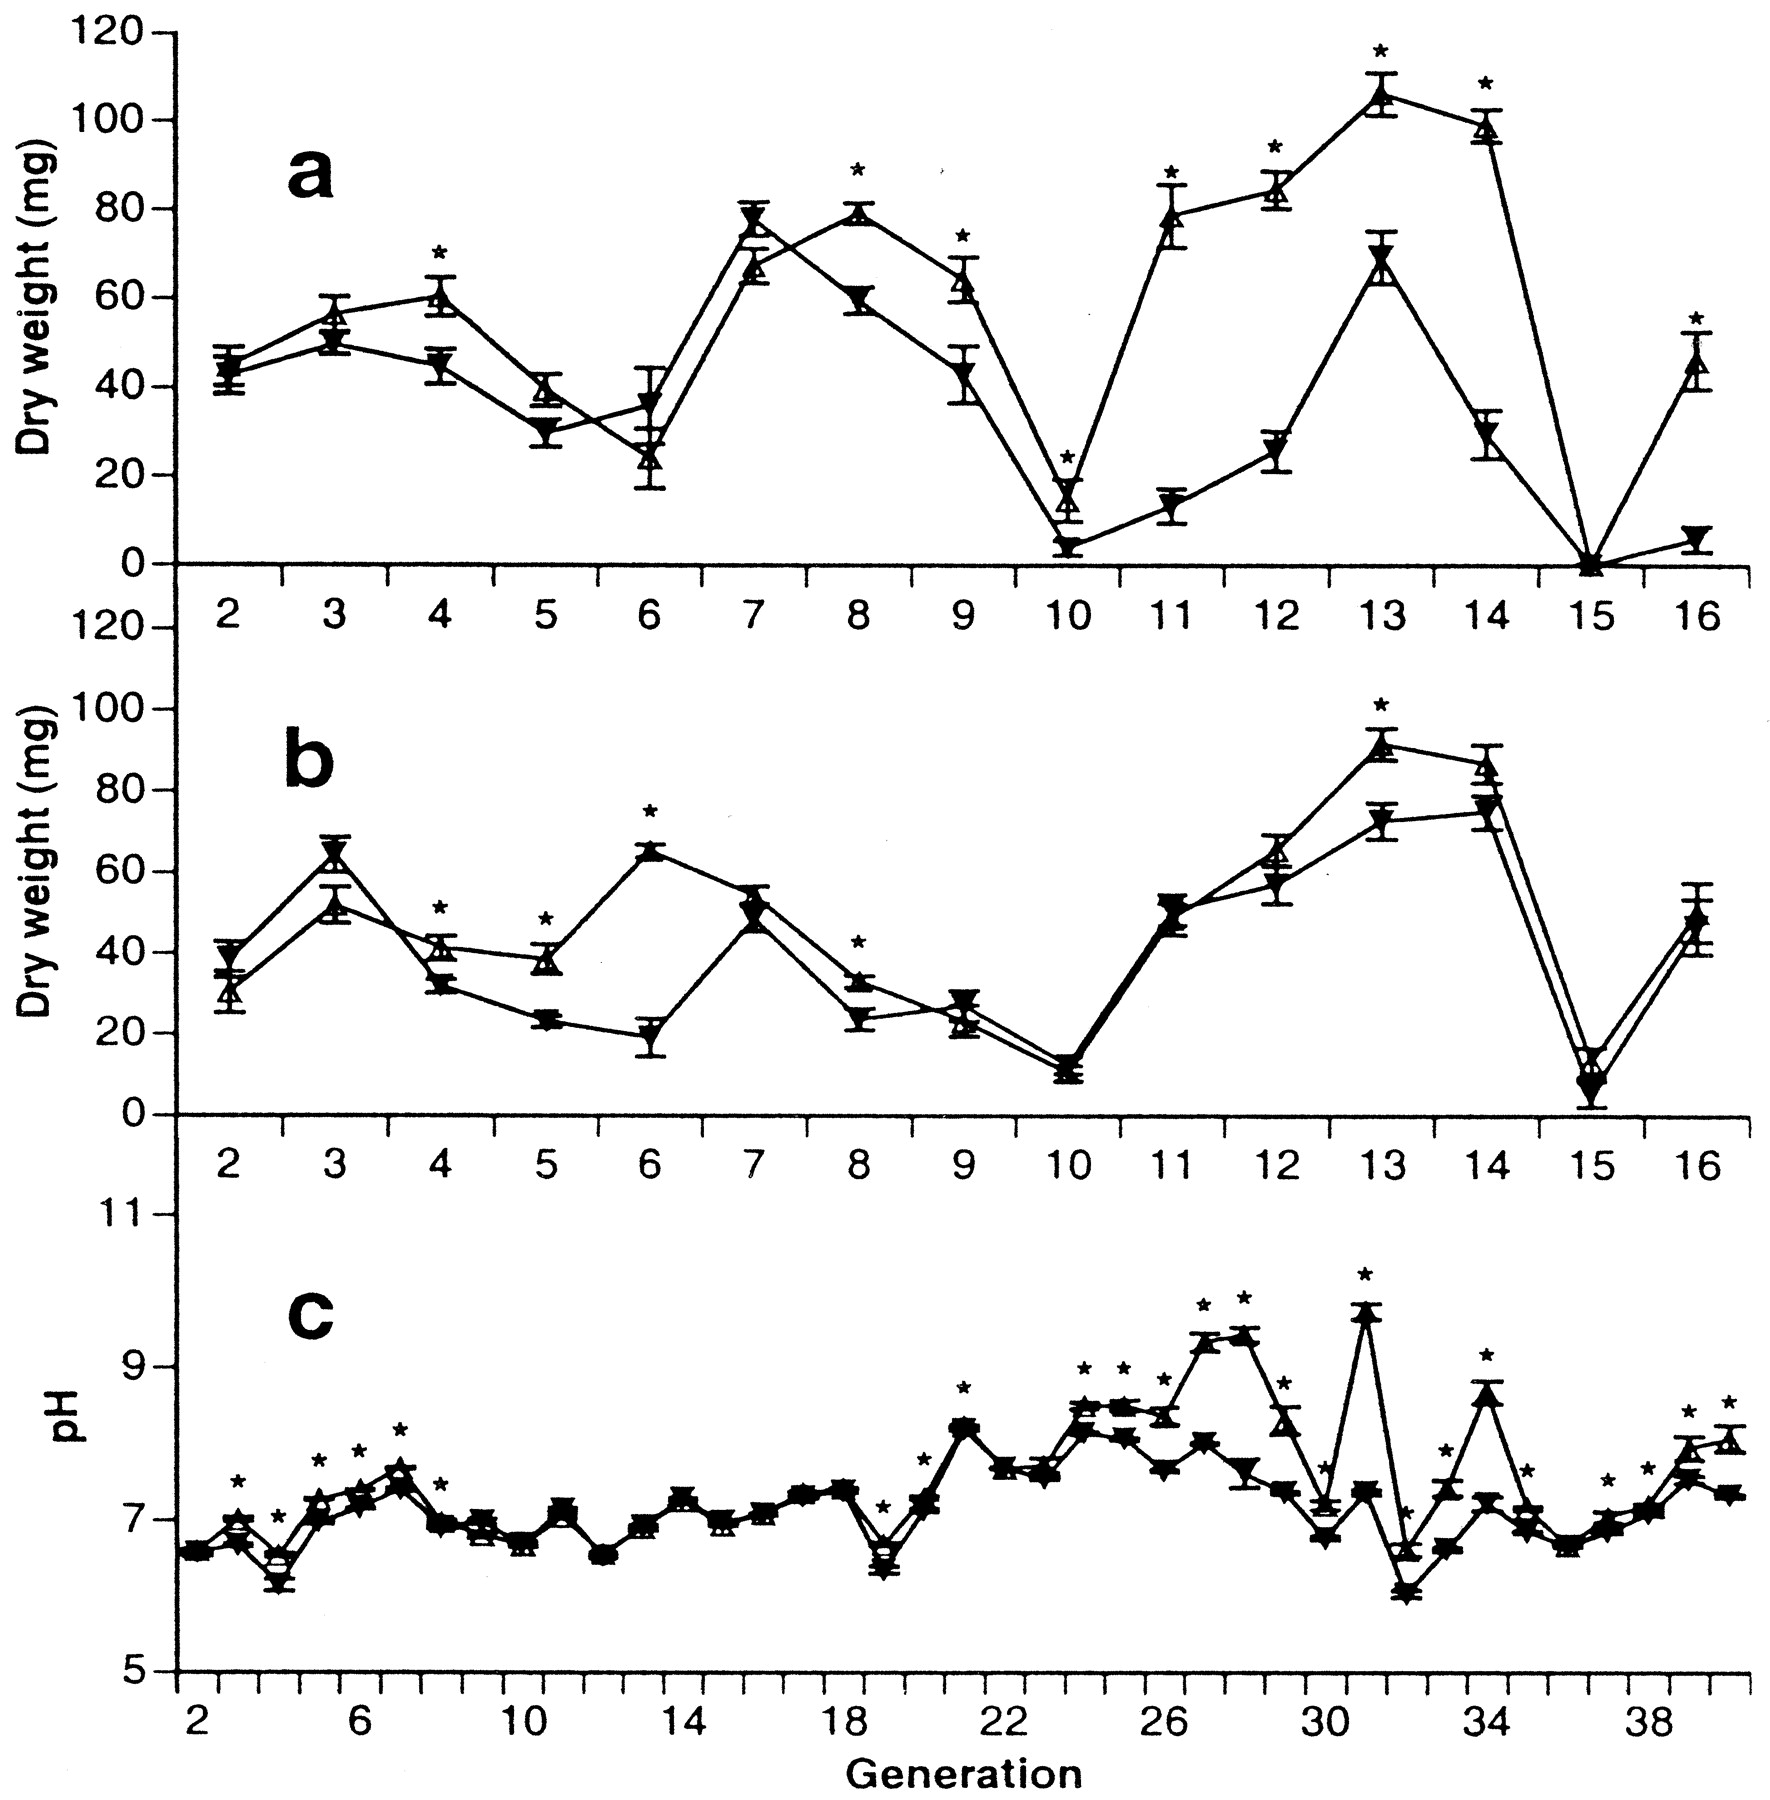 120
100
80
60
40
20
0
Dry weight (mg)
a
* * * * * * * * *
2 3 4 5 6 7 8 9 10 11 12 13 14 15 16
120
100
80
60
40
20
0
Dry weight (mg)
b
* * * * *
2 3 4 5 6 7 8 9 10 11 12 13 14 15 16
11
9
7
5
pH
c
* * * * * * * * * * * * * * * * * * * * * * * * *
2 6 10 14 18 22 26 30 34 38
Generation